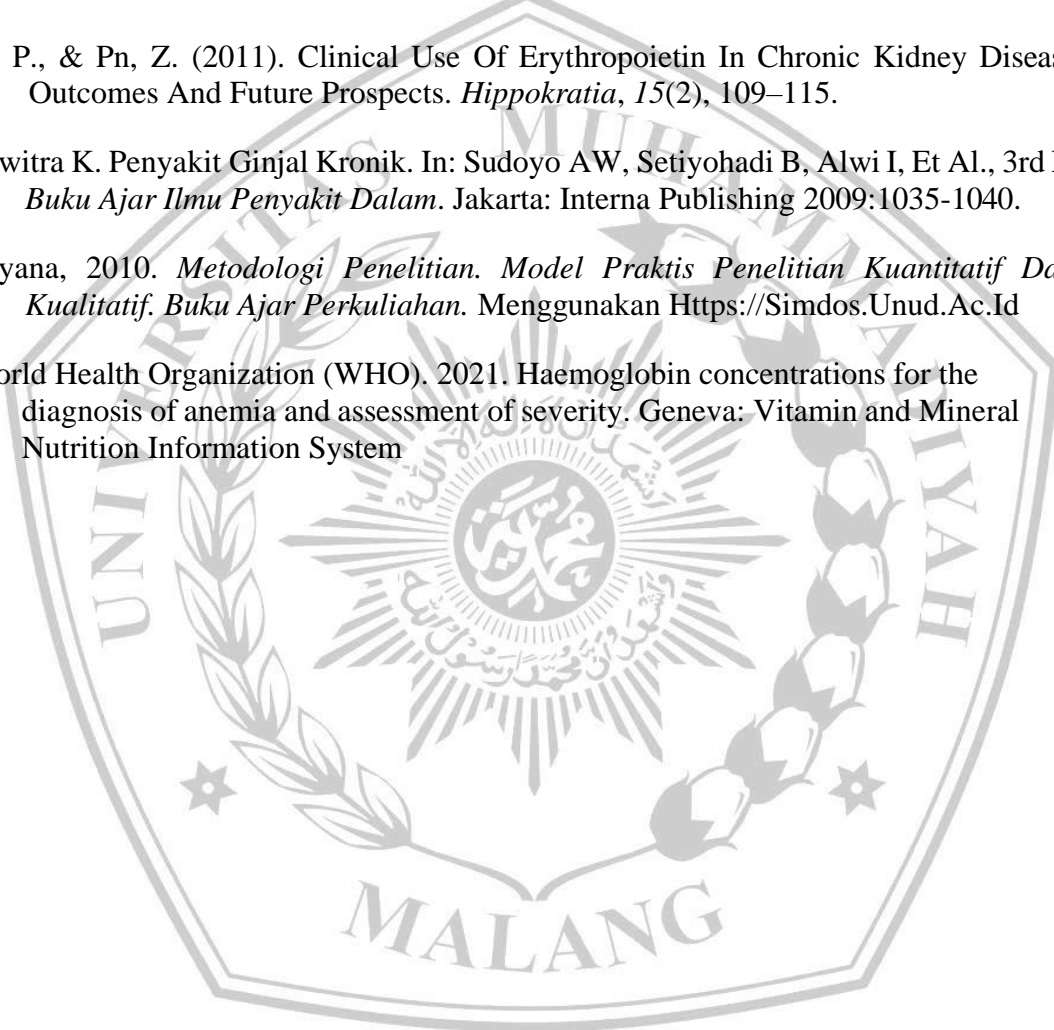 P., & Pn, Z. (2011). Clinical Use Of Erythropoietin In Chronic Kidney Diseas
Outcomes And Future Prospects. Hippokratia, 15(2), 109–115.
witra K. Penyakit Ginjal Kronik. In: Sudoyo AW, Setiyohadi B, Alwi I, Et Al., 3rd
Buku Ajar Ilmu Penyakit Dalam. Jakarta: Interna Publishing 2009:1035-1040.
yana, 2010. Metodologi Penelitian. Model Praktis Penelitian Kuantitatif Da
Kualitatif. Buku Ajar Perkuliahan. Menggunakan Https://Simdos.Unud.Ac.Id
orld Health Organization (WHO). 2021. Haemoglobin concentrations for the
diagnosis of anemia and assessment of severity. Geneva: Vitamin and Mineral
Nutrition Information System
UNIVERSITAS MUHAMMADIYAH
MALANG